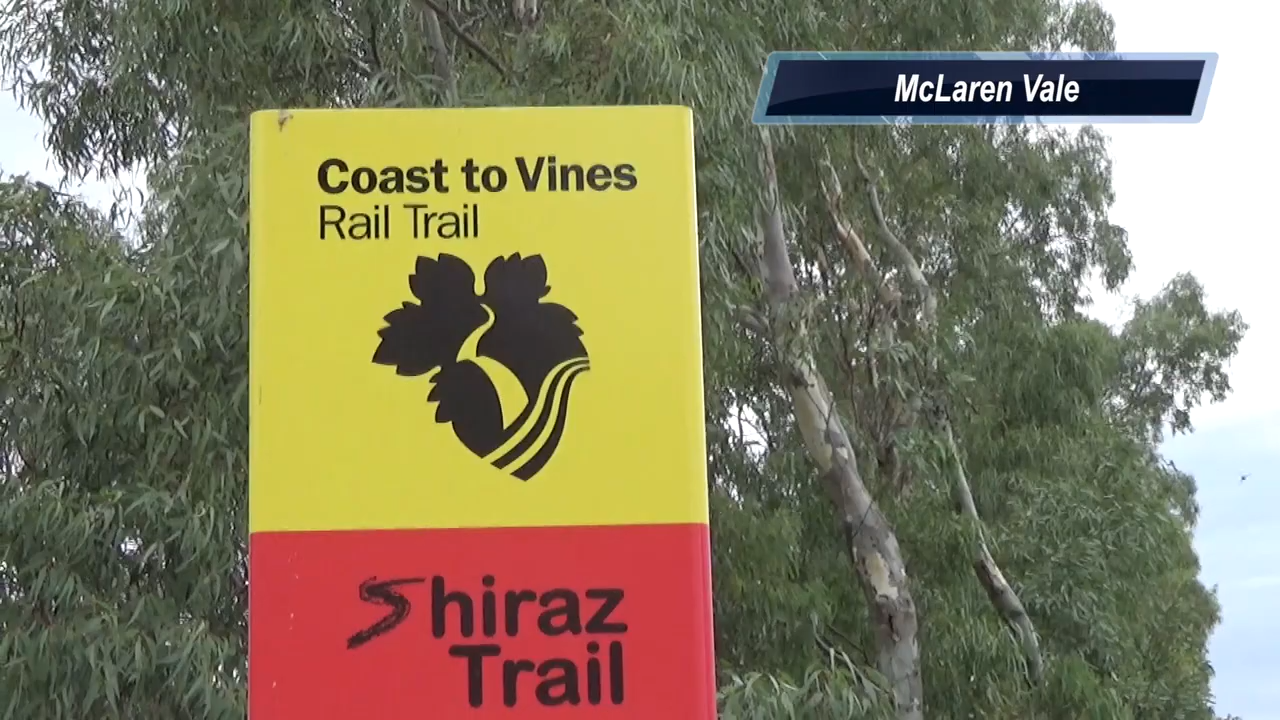 McLaren Vale
Coast to Vines
Rail Trail
Shiraz
Trail